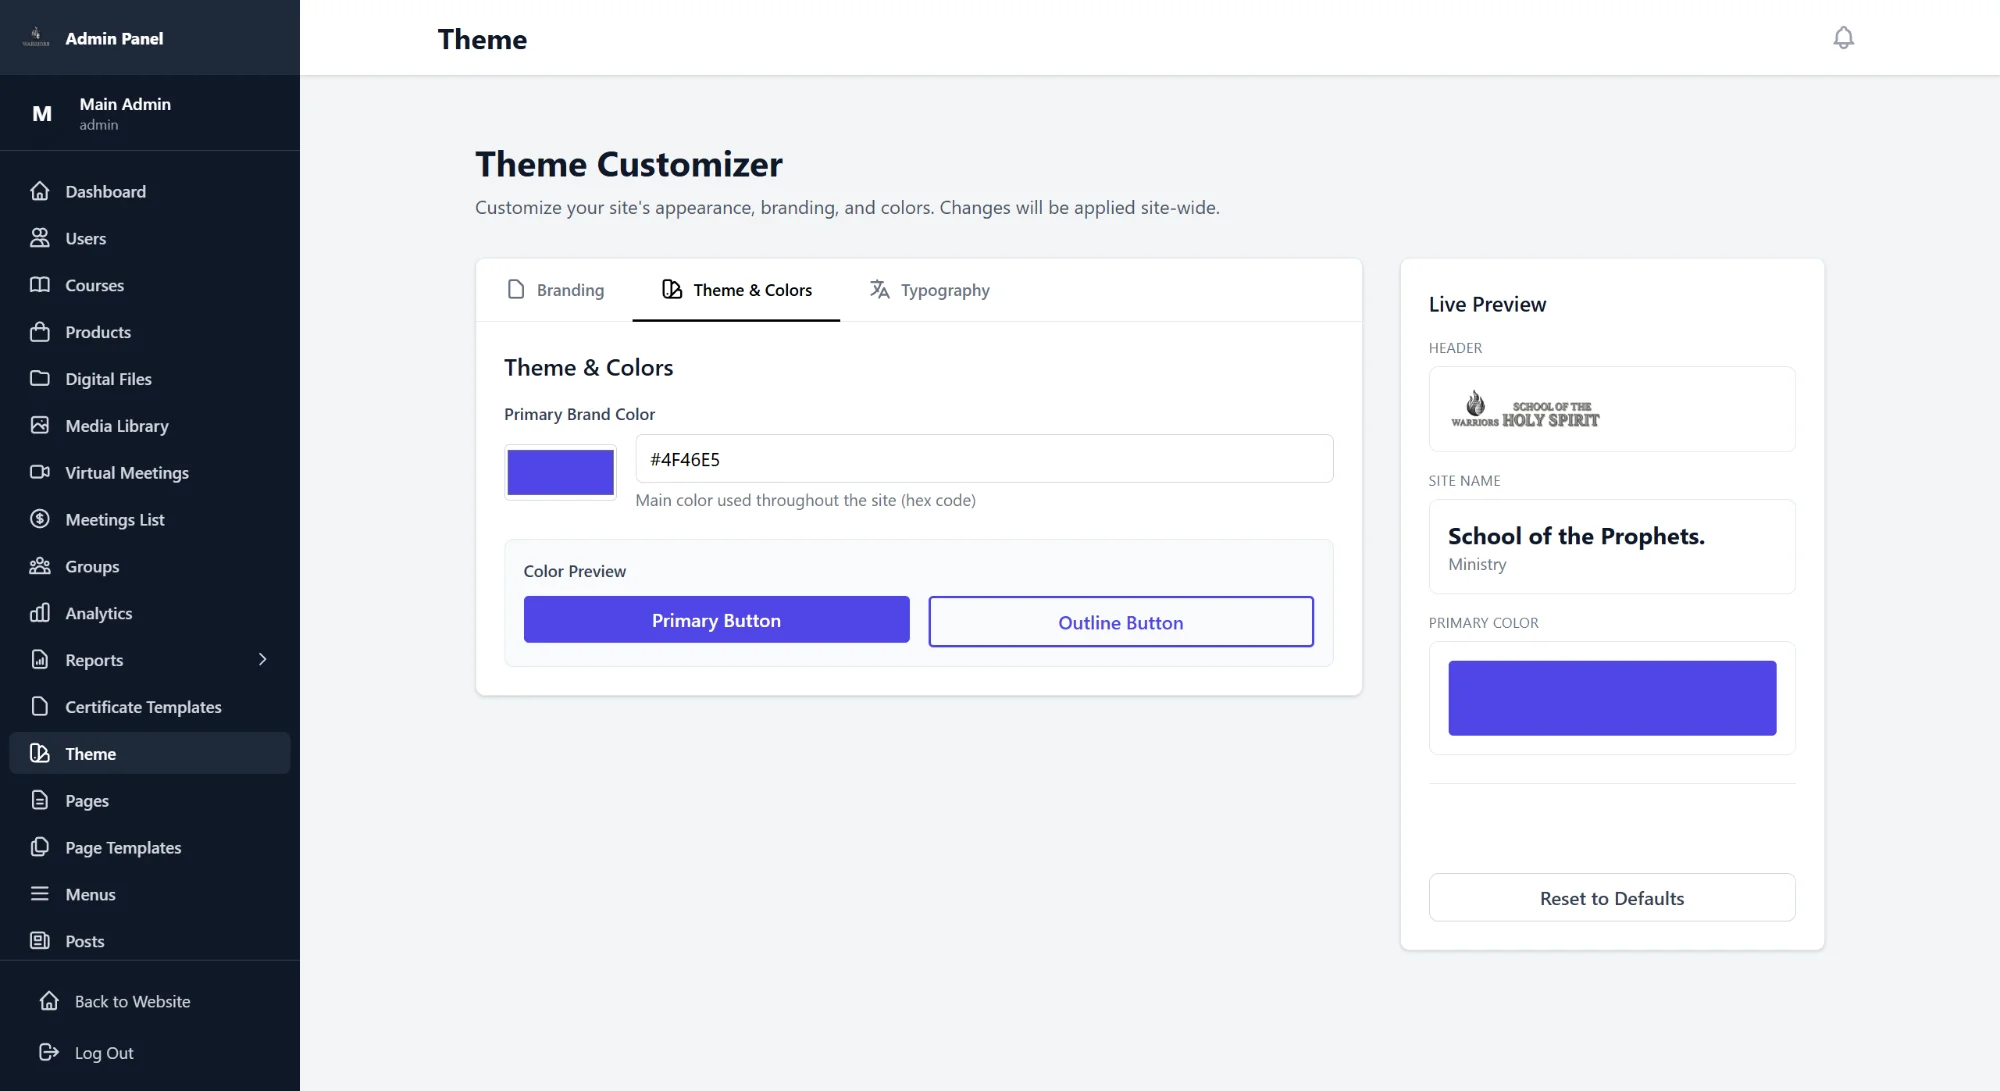 WARRIORS
Admin Panel
M
Main Admin
admin
Dashboard
Users
Courses
Products
Digital Files
Media Library
Virtual Meetings
Meetings List
Groups
Analytics
Reports
Certificate Templates
Theme
Pages
Page Templates
Menus
Posts
Back to Website
Log Out
Theme
Theme Customizer
Customize your site's appearance, branding, and colors. Changes will be applied site-wide.
Branding
Theme & Colors
Typography
Theme & Colors
Primary Brand Color
#4F46E5
Main color used throughout the site (hex code)
Color Preview
Primary Button
Outline Button
Live Preview
HEADER
SCHOOL OF THE
WARRIORS HOLY SPIRIT
SITE NAME
School of the Prophets.
Ministry
PRIMARY COLOR
Reset to Defaults